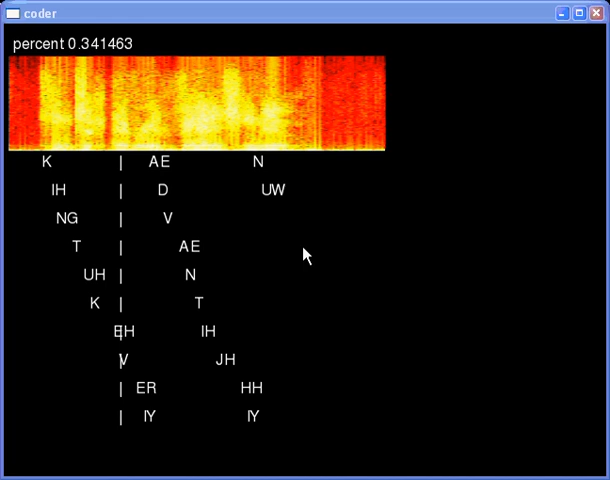 coder
percent 0.341463
K | AE N
IH | D UW
NG | V
T | AE
UH | N
K | T
EH | IH
V | JH
| ER HH
| IY IY